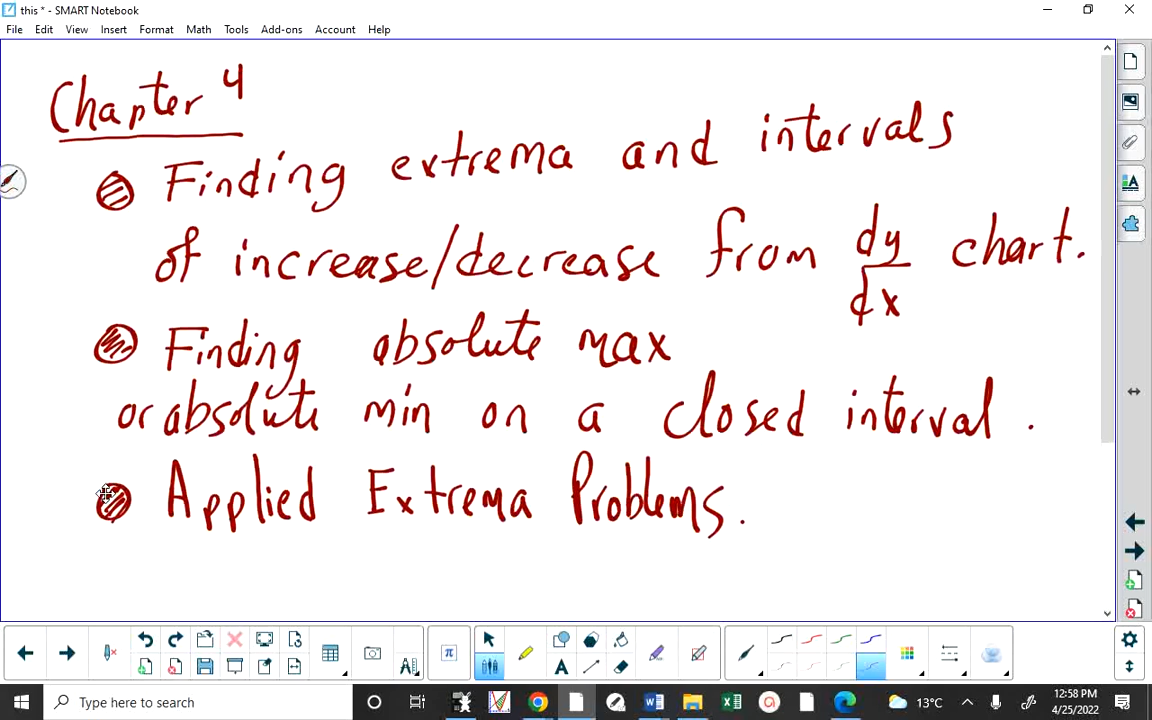 this * - SMART Notebook
File Edit View Insert Format Math Tools Add-ons Account Help
Chapter 4
Finding extrema and intervals
of increase/decrease from dy/dx chart.
Finding absolute max
or absolute min on a closed interval.
Applied Extrema Problems.
Type here to search
13°C
12:58 PM
4/25/2022